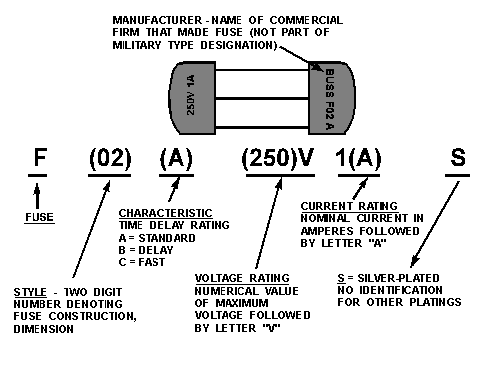 MANUFACTURER - NAME OF COMMERCIAL
FIRM THAT MADE FUSE (NOT PART OF
MILITARY TYPE DESIGNATION)
250V 1A
BUSS F02 A
F (02) (A) (250)V 1(A) S
FUSE
CHARACTERISTIC
TIME DELAY RATING
A = STANDARD
B = DELAY
C = FAST
CURRENT RATING
NOMINAL CURRENT IN
AMPERES FOLLOWED
BY LETTER "A"
STYLE - TWO DIGIT
NUMBER DENOTING
FUSE CONSTRUCTION,
DIMENSION
VOLTAGE RATING
NUMERICAL VALUE
OF MAXIMUM
VOLTAGE FOLLOWED
BY LETTER "V"
S = SILVER-PLATED
NO IDENTIFICATION
FOR OTHER PLATINGS